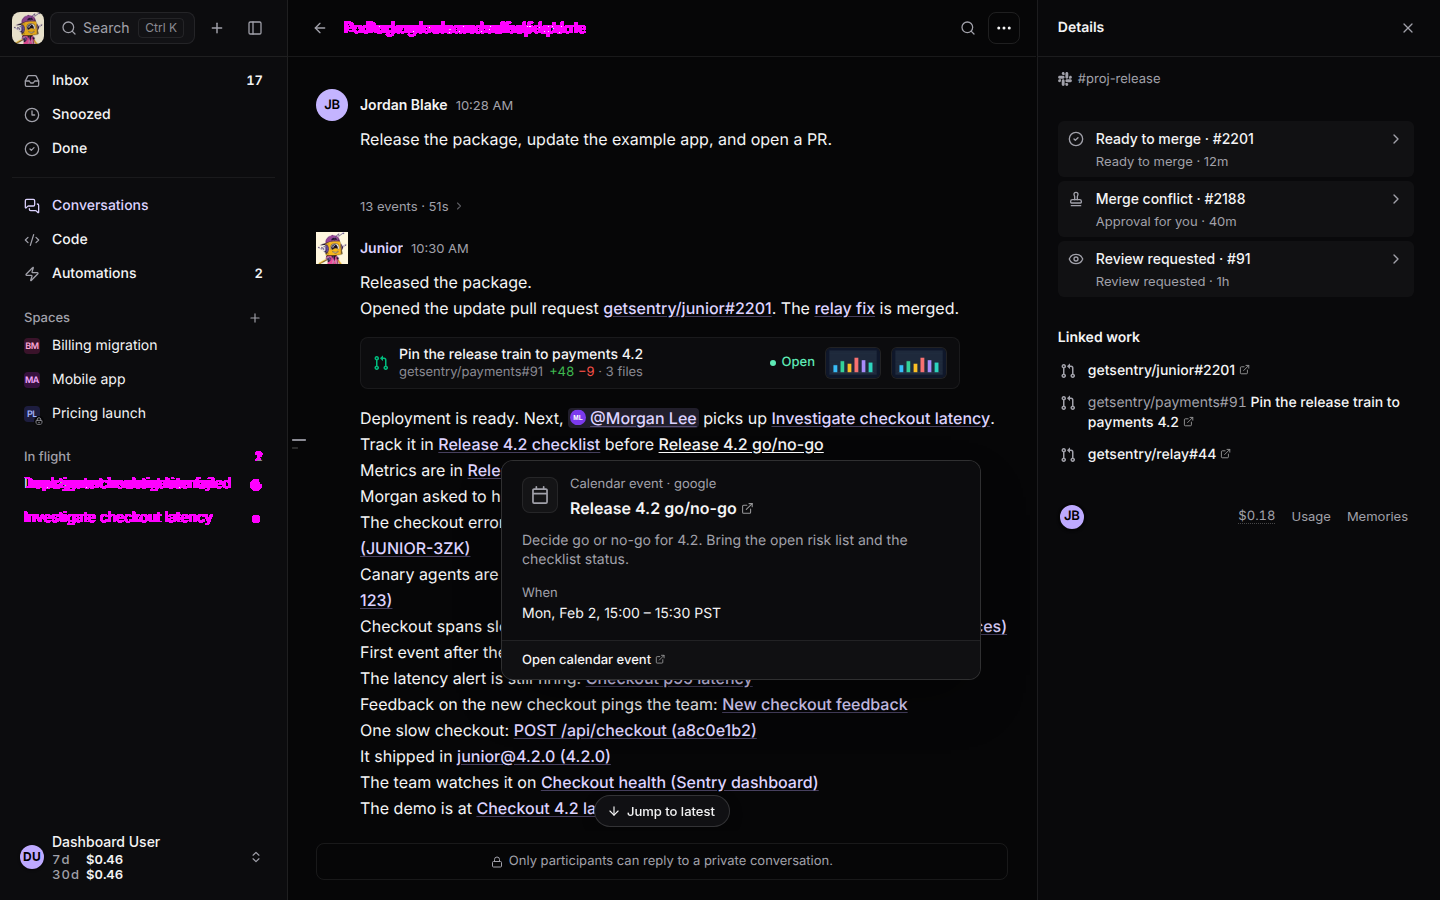 Search Ctrl K
Inbox 17
Snoozed
Done
Conversations
Code
Automations 2
Spaces
BM Billing migration
MA Mobile app
PL Pricing launch
In flight
Investigate checkout latency
DU Dashboard User
7d $0.46
30d $0.46
JB Jordan Blake 10:28 AM
Release the package, update the example app, and open a PR.
13 events · 51s
Junior 10:30 AM
Released the package.
Opened the update pull request getsentry/junior#2201. The relay fix is merged.
Pin the release train to payments 4.2
getsentry/payments#91 +48 −9 · 3 files
Open
Deployment is ready. Next, ML @Morgan Lee picks up Investigate checkout latency.
Track it in Release 4.2 checklist before Release 4.2 go/no-go
Metrics are in
Morgan asked to
The checkout
(JUNIOR-3ZK)
Canary agents are
123)
Checkout spans
First event after the
The latency alert is still firing: Checkout p95 latency
Feedback on the new checkout pings the team: New checkout feedback
One slow checkout: POST /api/checkout (a8c0e1b2)
It shipped in junior@4.2.0 (4.2.0)
The team watches it on Checkout health (Sentry dashboard)
The demo is at Checkout 4.2
Calendar event · google
Release 4.2 go/no-go
Decide go or no-go for 4.2. Bring the open risk list and the
checklist status.
When
Mon, Feb 2, 15:00 – 15:30 PST
Open calendar event
Jump to latest
Only participants can reply to a private conversation.
Details
#proj-release
Ready to merge · #2201
Ready to merge · 12m
Merge conflict · #2188
Approval for you · 40m
Review requested · #91
Review requested · 1h
Linked work
getsentry/junior#2201
getsentry/payments#91 Pin the release train to
payments 4.2
getsentry/relay#44
JB $0.18 Usage Memories